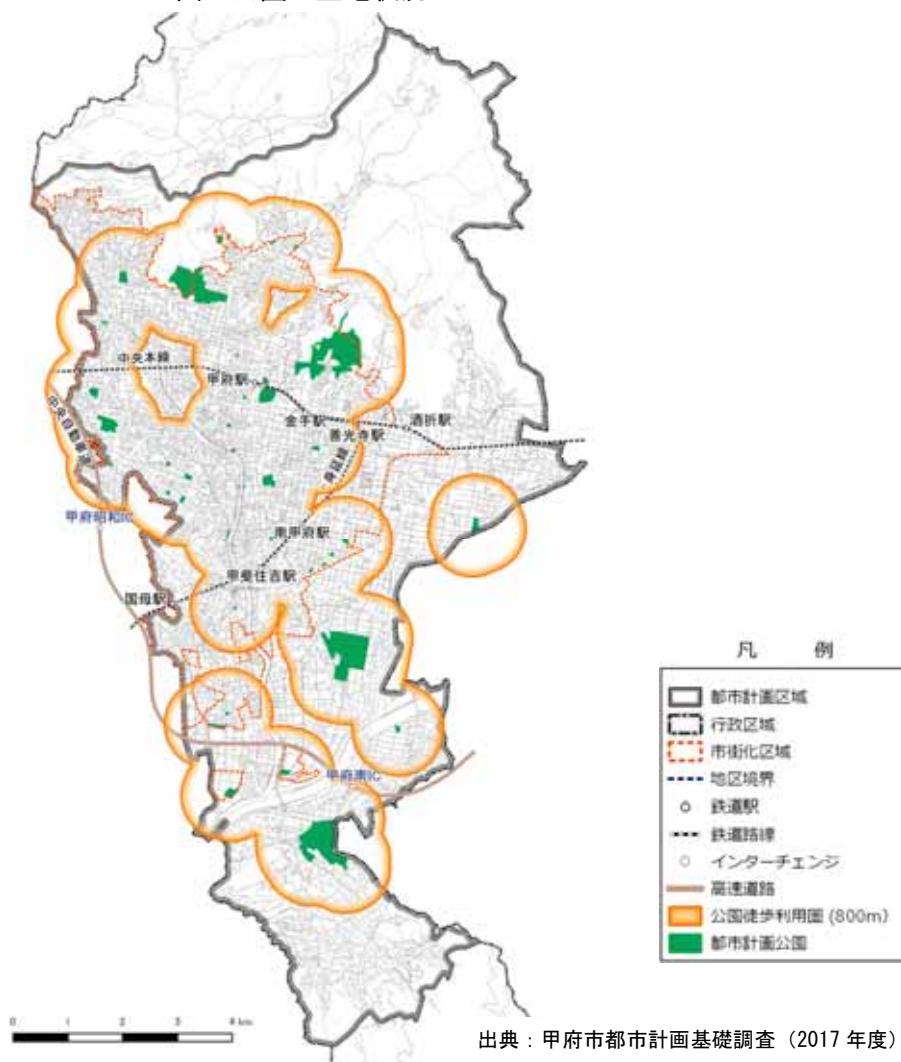 中央本線
甲府駅
金手駅
酒折駅
善光寺駅
身延線
中央自動車道
甲府昭和IC
南甲府駅
甲斐住吉駅
国母駅
甲府南IC
凡 例
都市計画区域
行政区域
市街化区域
地区境界
鉄道駅
鉄道路線
インターチェンジ
高速道路
公園徒歩利用圏 (800m)
都市計画公園
0 1 2 3 4 km
出典：甲府市都市計画基礎調査（2017 年度）